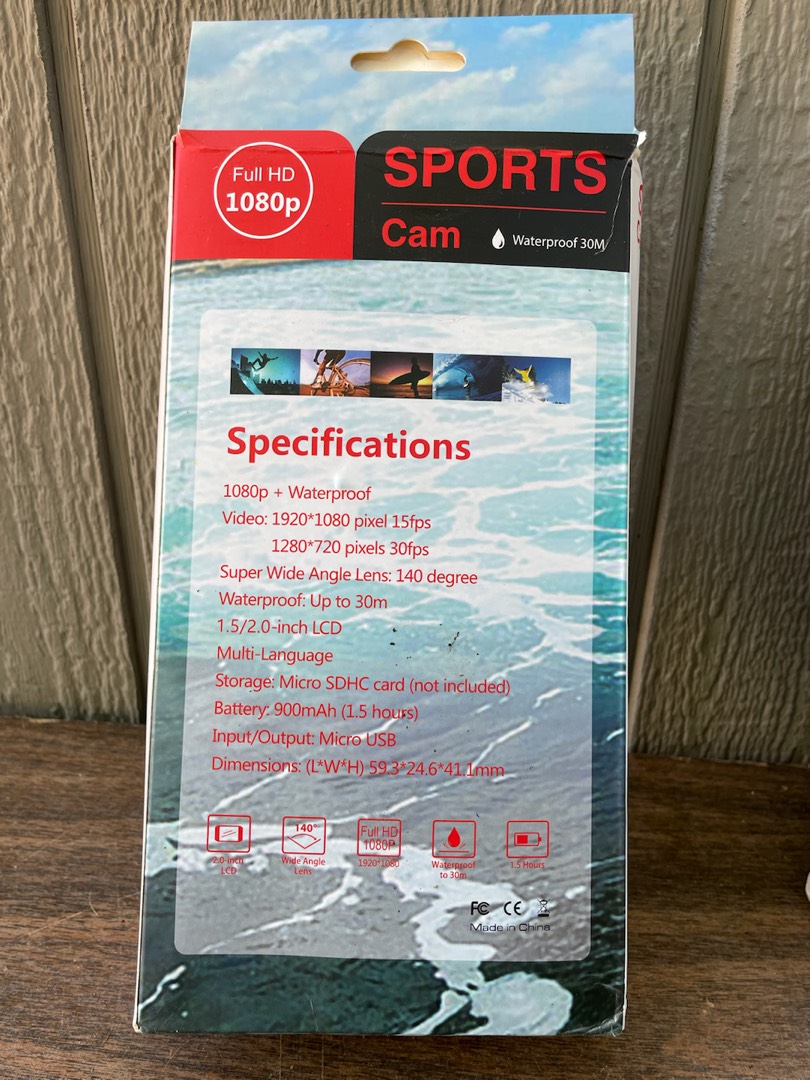 Full HD
1080p
SPORTS
Cam
Waterproof 30M
Specifications
1080p + Waterproof
Video: 1920*1080 pixel 15fps
1280*720 pixels 30fps
Super Wide Angle Lens: 140 degree
Waterproof: Up to 30m
1.5/2.0-inch LCD
Multi-Language
Storage: Micro SDHC card (not included)
Battery: 900mAh (1.5 hours)
Input/Output: Micro USB
Dimensions: (L*W*H) 59.3*24.6*41.1mm
140°
Full HD
1080P
2.0-inch
LCD
Wide Angle
Lens
1920*1080
Waterproof
to 30m
1.5 Hours
FC CE
Made in China